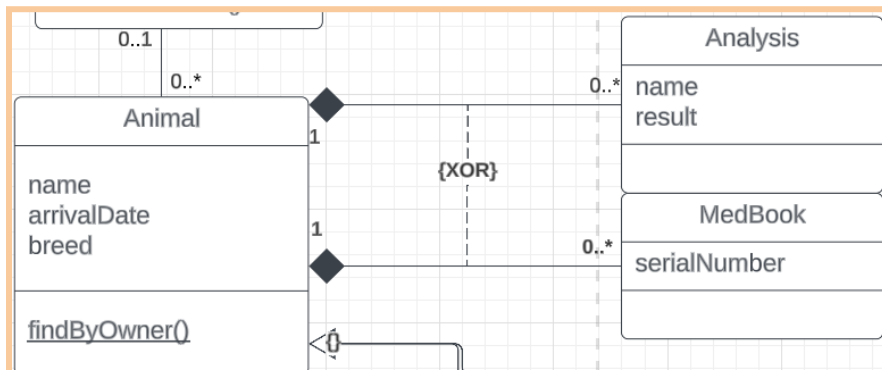 0..1
0..*
Animal
name
arrivalDate
breed
findByOwner()
1
1
{XOR}
{}
0..*
0..*
Analysis
name
result
MedBook
serialNumber